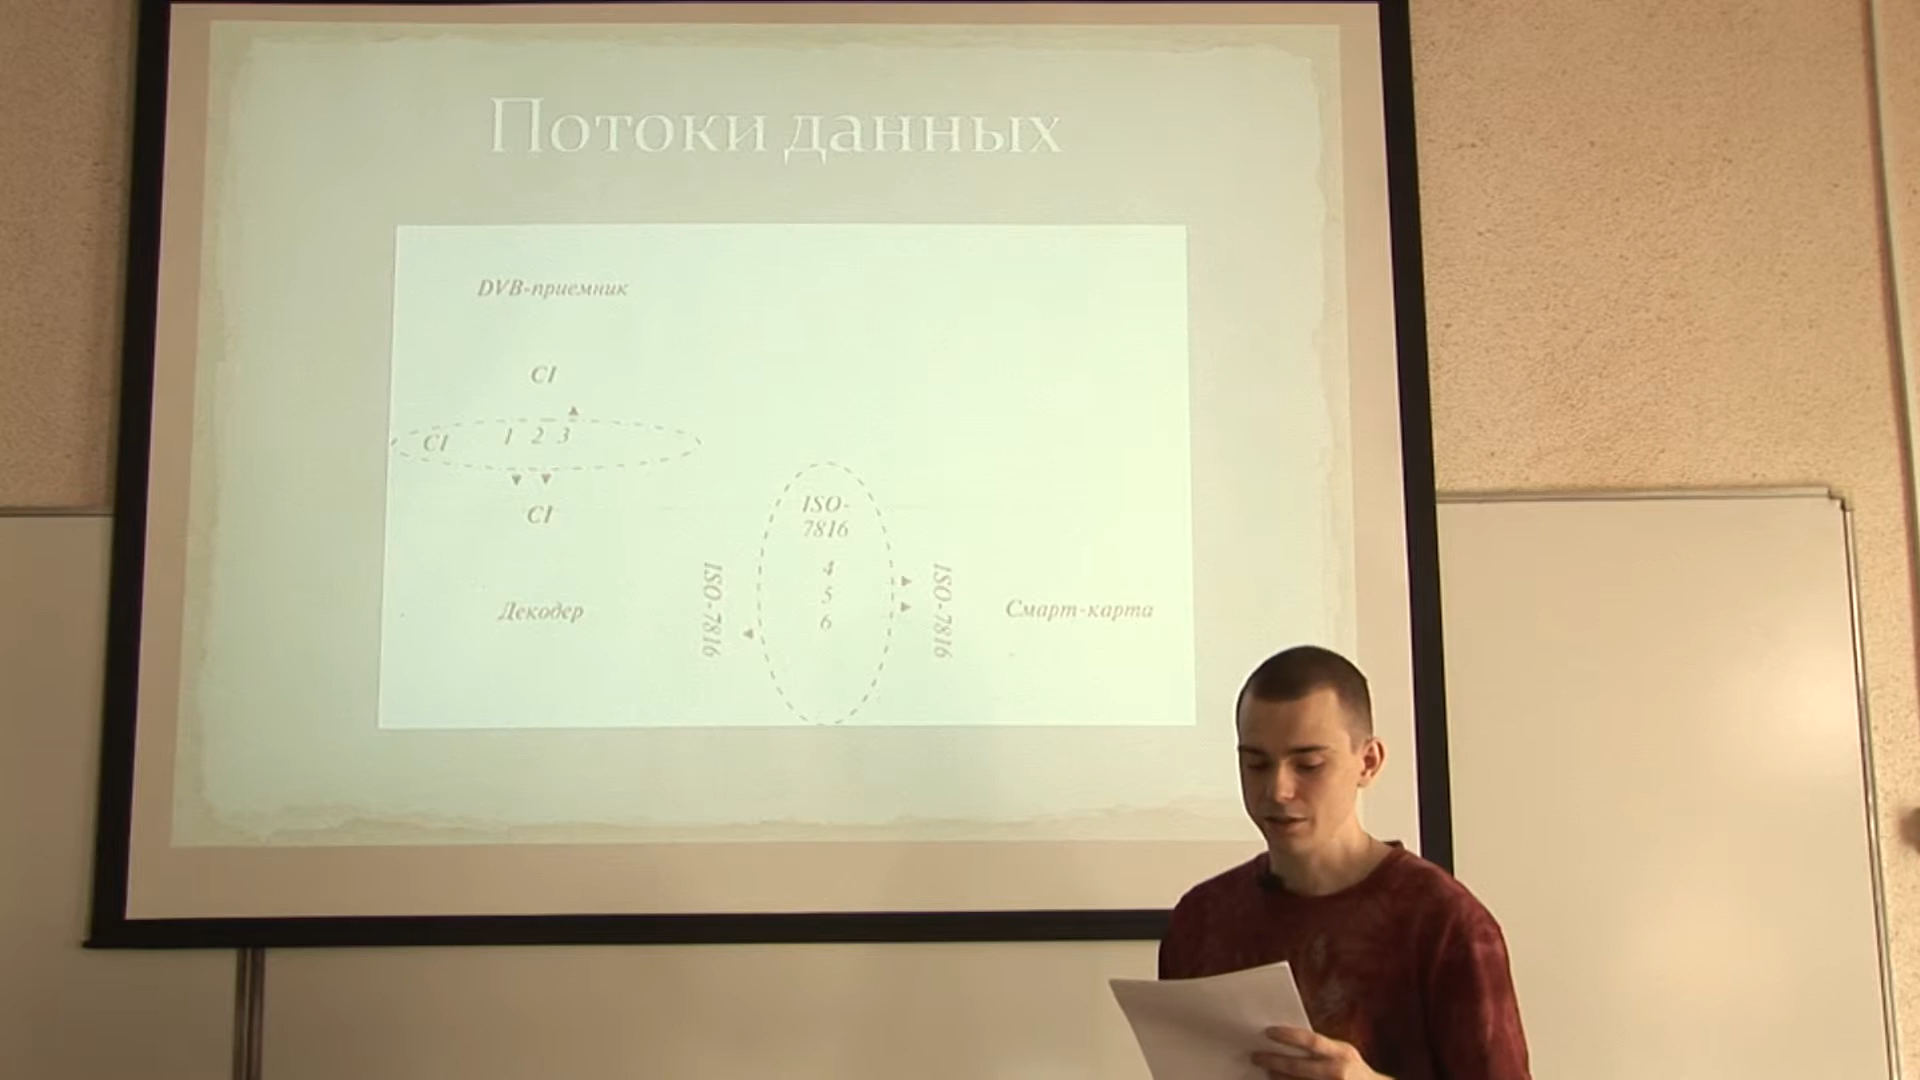 Потоки данных
DVB-приемник
CI
CI 1 2 3
CI
ISO-
7816
4
5
6
ISO-7816
ISO-7816
Декодер
Смарт-карта